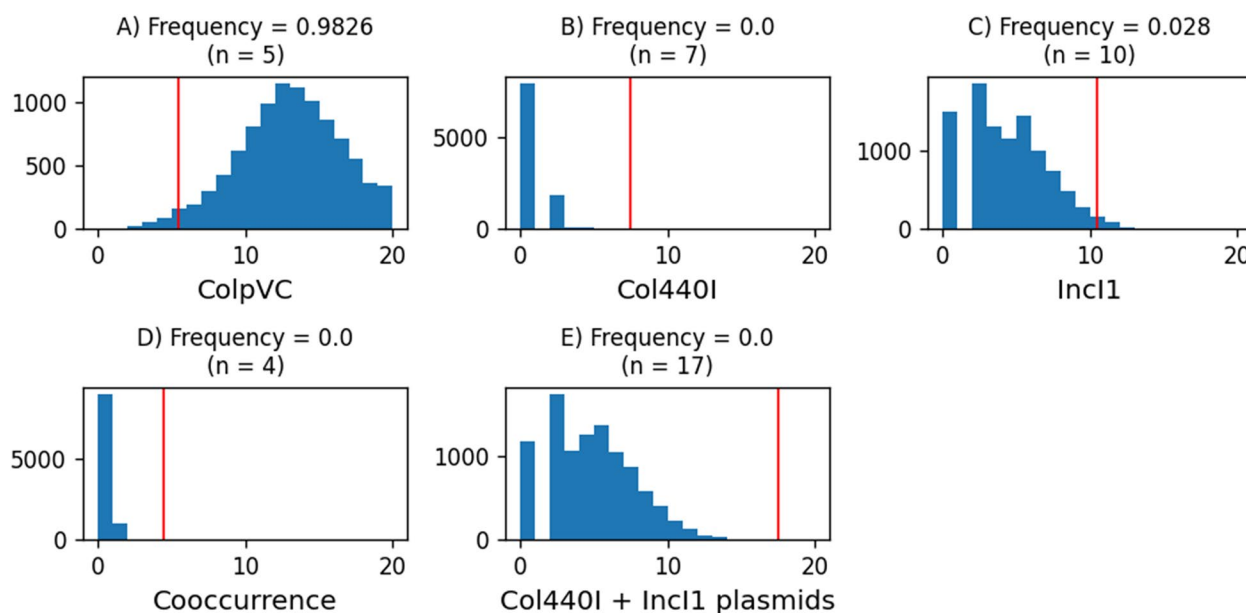 A) Frequency = 0.9826
(n = 5)
1000
500
0
0 10 20
ColpVC
B) Frequency = 0.0
(n = 7)
5000
0
0 10 20
Col440I
C) Frequency = 0.028
(n = 10)
1000
0
0 10 20
IncI1
D) Frequency = 0.0
(n = 4)
5000
0
0 10 20
Cooccurrence
E) Frequency = 0.0
(n = 17)
1000
0
0 10 20
Col440I + IncI1 plasmids